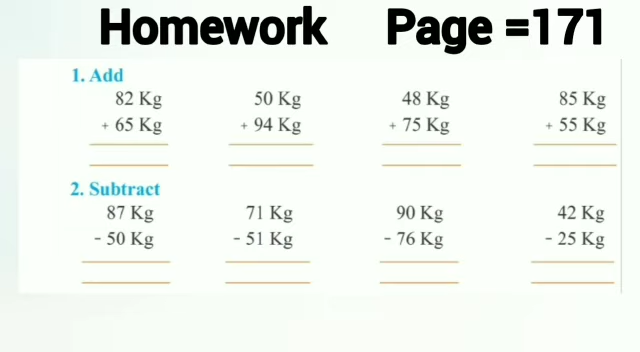 Homework Page =171
1. Add
82 Kg 50 Kg 48 Kg 85 Kg
+ 65 Kg + 94 Kg + 75 Kg + 55 Kg
2. Subtract
87 Kg 71 Kg 90 Kg 42 Kg
- 50 Kg - 51 Kg - 76 Kg - 25 Kg